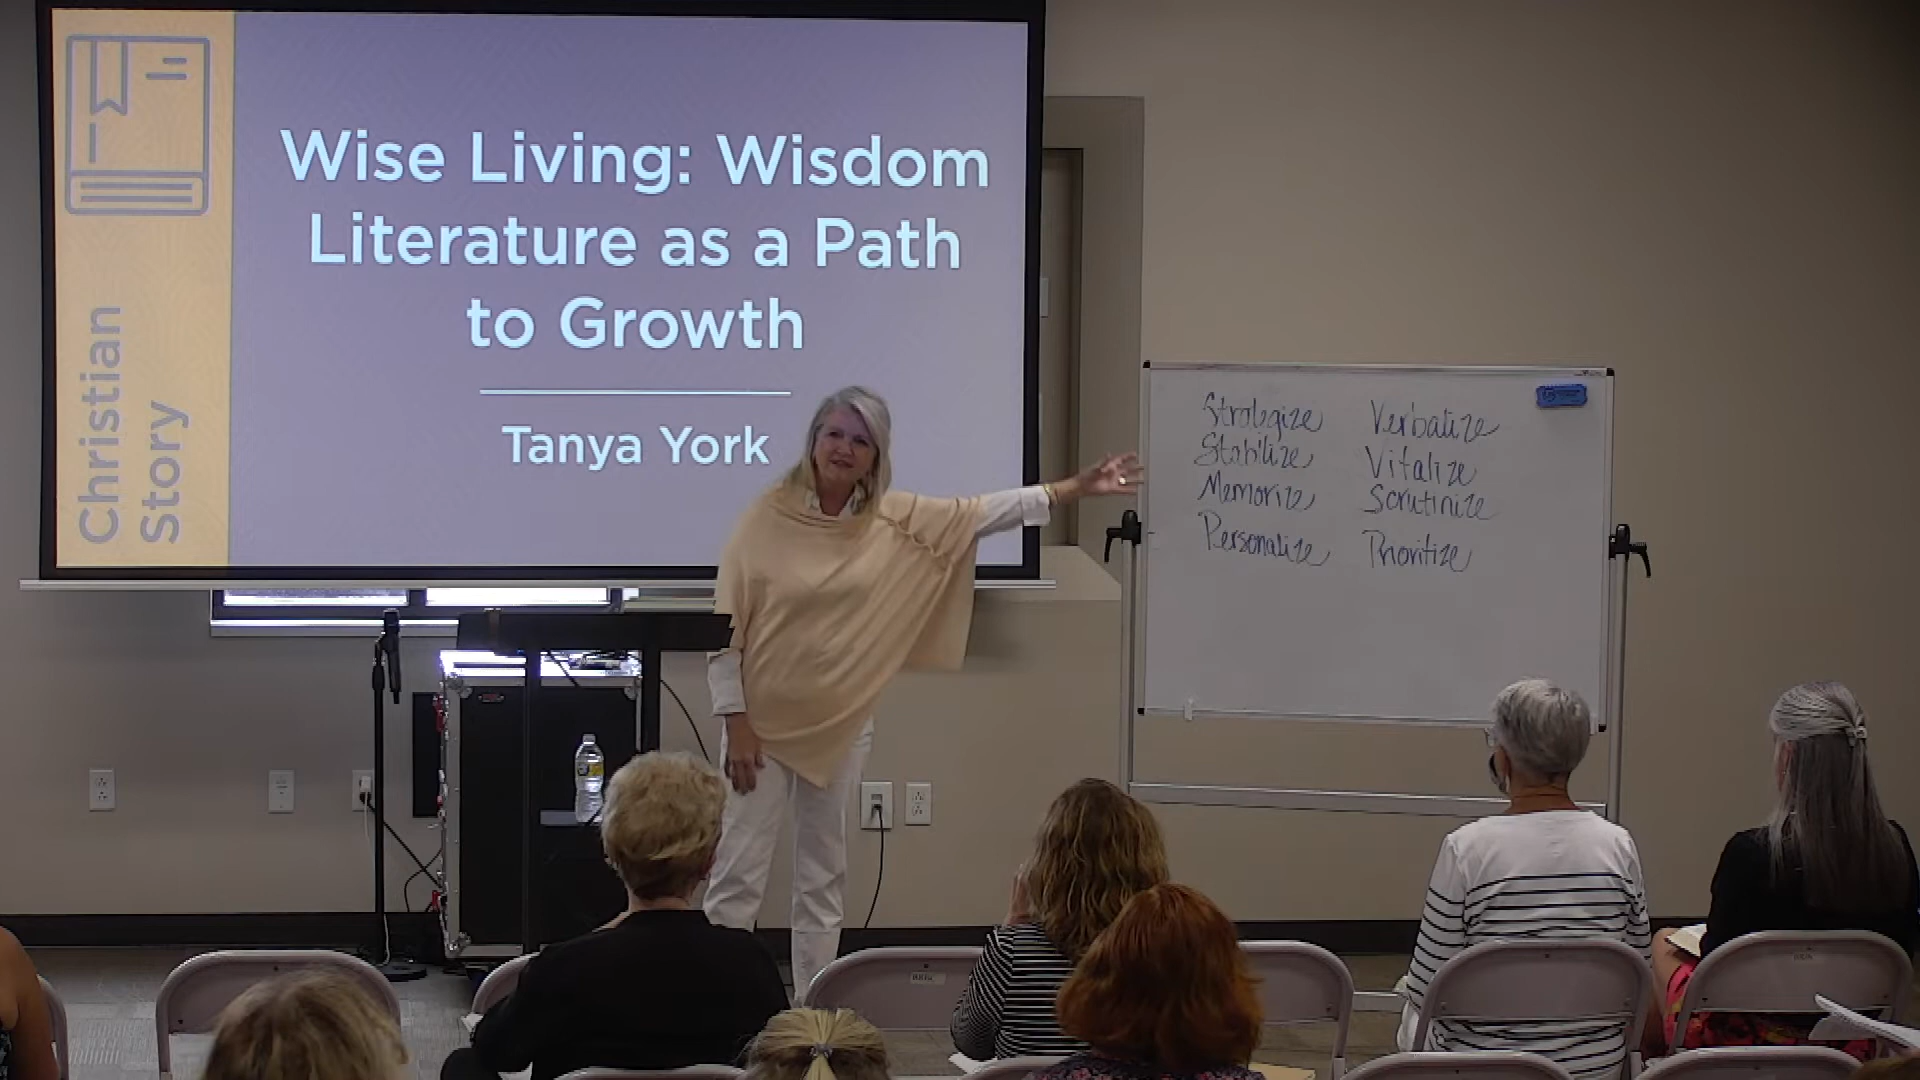 Christian
Story
Wise Living: Wisdom
Literature as a Path
to Growth
Tanya York
Strategize Verbalize
Stabilize Vitalize
Memorize Scrutinize
Personalize Prioritize